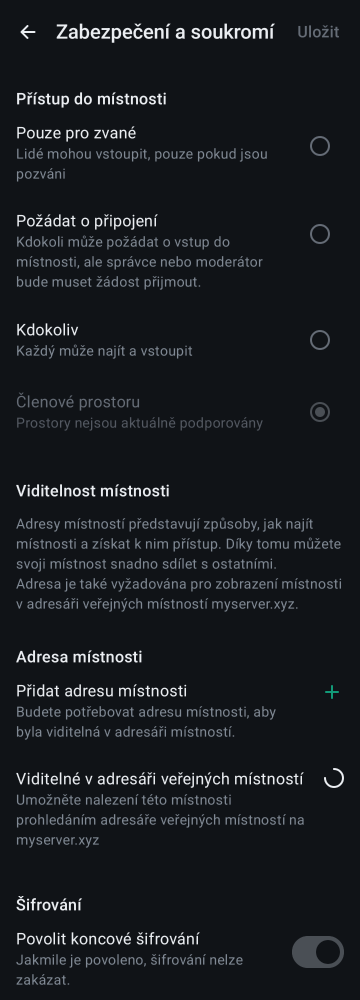 Zabezpečení a soukromí
Uložit
Přístup do místnosti
Pouze pro zvané
Lidé mohou vstoupit, pouze pokud jsou
pozváni
Požádat o připojení
Kdokoli může požádat o vstup do
místnosti, ale správce nebo moderátor
bude muset žádost přijmout.
Kdokoliv
Každý může najít a vstoupit
Členové prostoru
Prostory nejsou aktuálně podporovány
Viditelnost místnosti
Adresy místností představují způsoby, jak najít
místnosti a získat k nim přístup. Díky tomu můžete
svoji místnost snadno sdílet s ostatními.
Adresa je také vyžadována pro zobrazení místnosti
v adresáři veřejných místností myserver.xyz.
Adresa místnosti
Přidat adresu místnosti
Budete potřebovat adresu místnosti, aby
byla viditelná v adresáři místností.
Viditelné v adresáři veřejných místností
Umožněte nalezení této místnosti
prohledáním adresáře veřejných místností na
myserver.xyz
Šifrování
Povolit koncové šifrování
Jakmile je povoleno, šifrování nelze
zakázat.